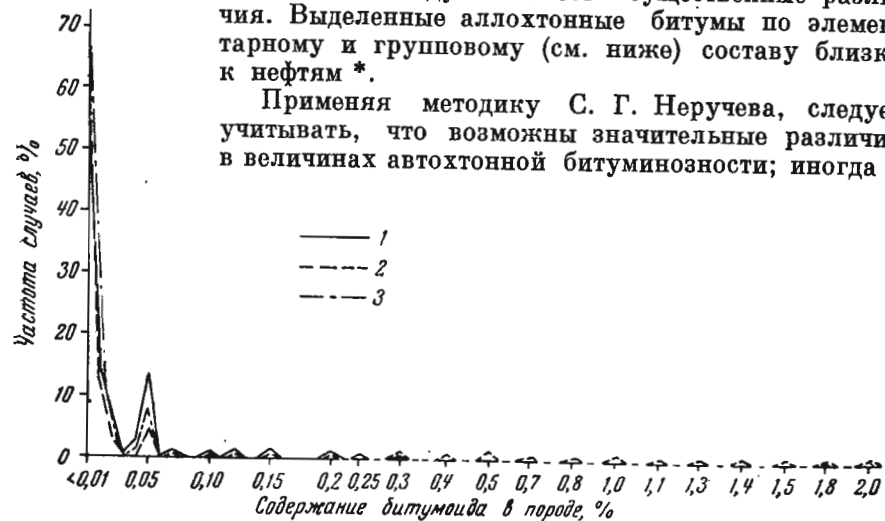 существенные разли
чия. Выделенные аллохтонные битумы по элемен
тарному и групповому (см. ниже) составу близк
к нефтям *.
Применяя методику С. Г. Неручева, следуе
учитывать, что возможны значительные различи
в величинах автохтонной битуминозности; иногда
Частота случаев, %
70
60
50
40
30
20
10
0
1
2
3
<0,01 0,05 0,10 0,15 0,2 0,25 0,3 0,4 0,5 0,7 0,8 1,0 1,1 1,3 1,4 1,5 1,8 2,0
Содержание битумоида в породе, %